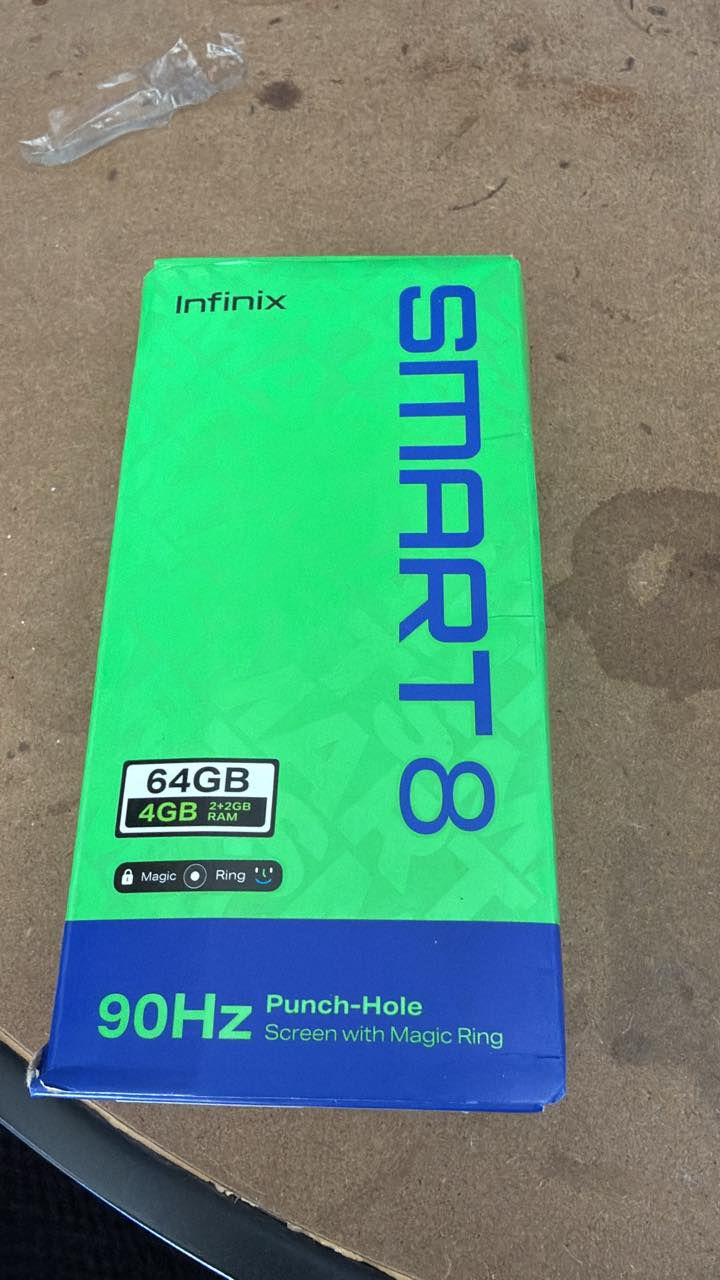 Infinix
SMART 8
64GB
4GB 2+2GB
RAM
Magic Ring
90Hz Punch-Hole
Screen with Magic Ring